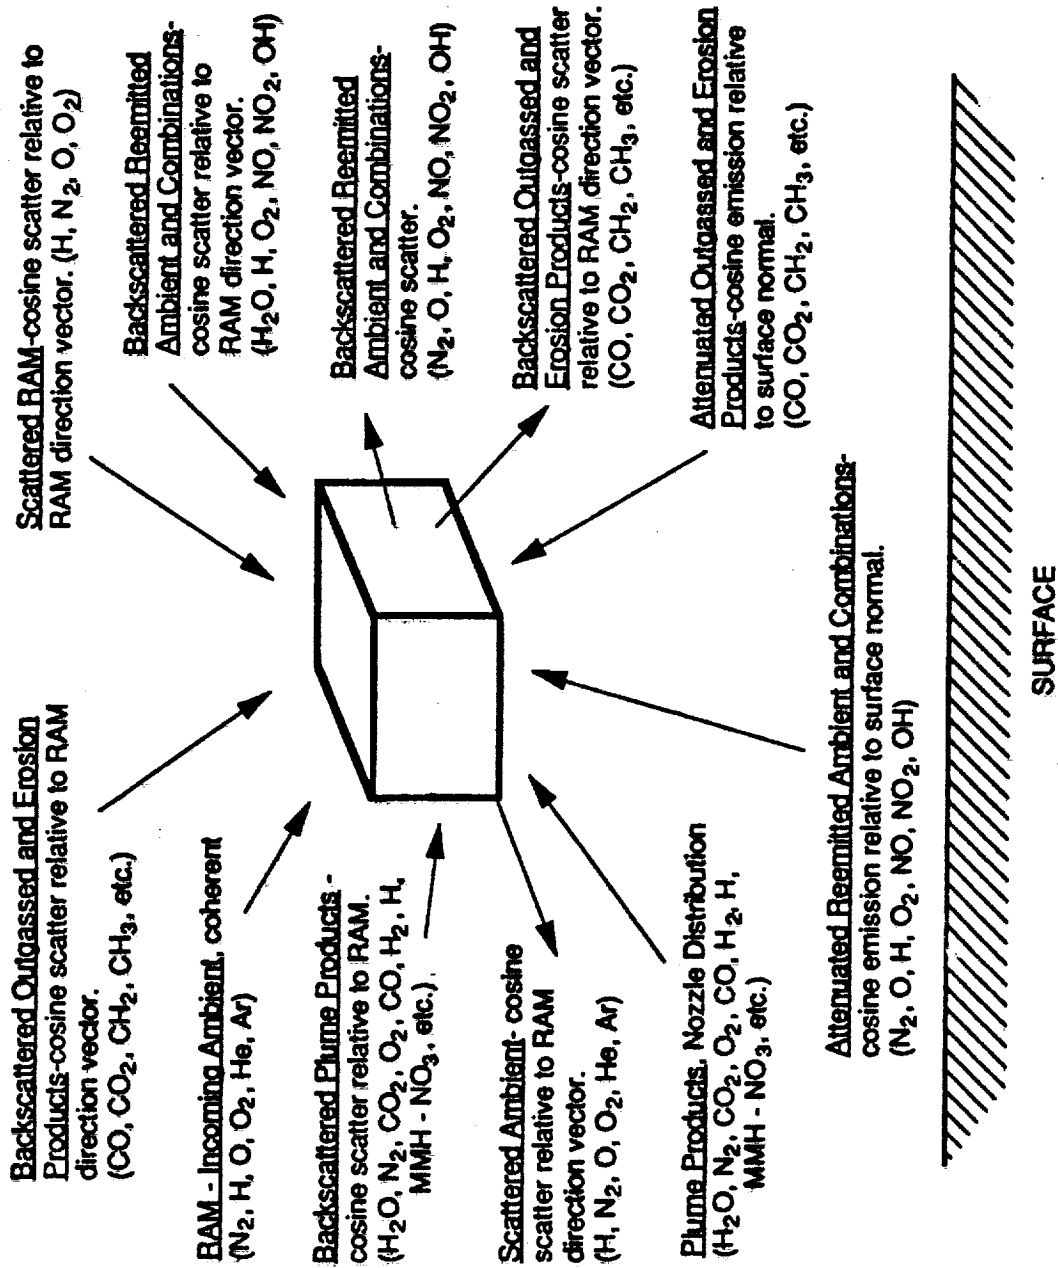 Backscattered Outgassed and Erosion
Products-cosine scatter relative to RAM
direction vector.
(CO, CO₂, CH₂, CH₃, etc.)
RAM - Incoming Ambient, coherent
(N₂, H, O, O₂, He, Ar)
Backscattered Plume Products -
cosine scatter relative to RAM.
(H₂O, N₂, CO₂, O₂, CO, H₂, H,
MMH - NO₃, etc.)
Scattered Ambient- cosine
scatter relative to RAM
direction vector.
(H, N₂, O, O₂, He, Ar)
Plume Products, Nozzle Distribution
(H₂O, N₂, CO₂, O₂, CO, H₂, H,
MMH - NO₃, etc.)
Attenuated Reemitted Ambient and Combinations-
cosine emission relative to surface normal.
(N₂, O, H, O₂, NO, NO₂, OH)
Scattered RAM-cosine scatter relative to
RAM direction vector. (H, N₂, O, O₂)
Backscattered Reemitted
Ambient and Combinations-
cosine scatter relative to
RAM direction vector.
(H₂O, H, O₂, NO, NO₂, OH)
Backscattered Reemitted
Ambient and Combinations-
cosine scatter.
(N₂, O, H, O₂, NO, NO₂, OH)
Backscattered Outgassed and
Erosion Products-cosine scatter
relative to RAM direction vector.
(CO, CO₂, CH₂, CH₃, etc.)
Attenuated Outgassed and Erosion
Products-cosine emission relative
to surface normal.
(CO, CO₂, CH₂, CH₃, etc.)
SURFACE